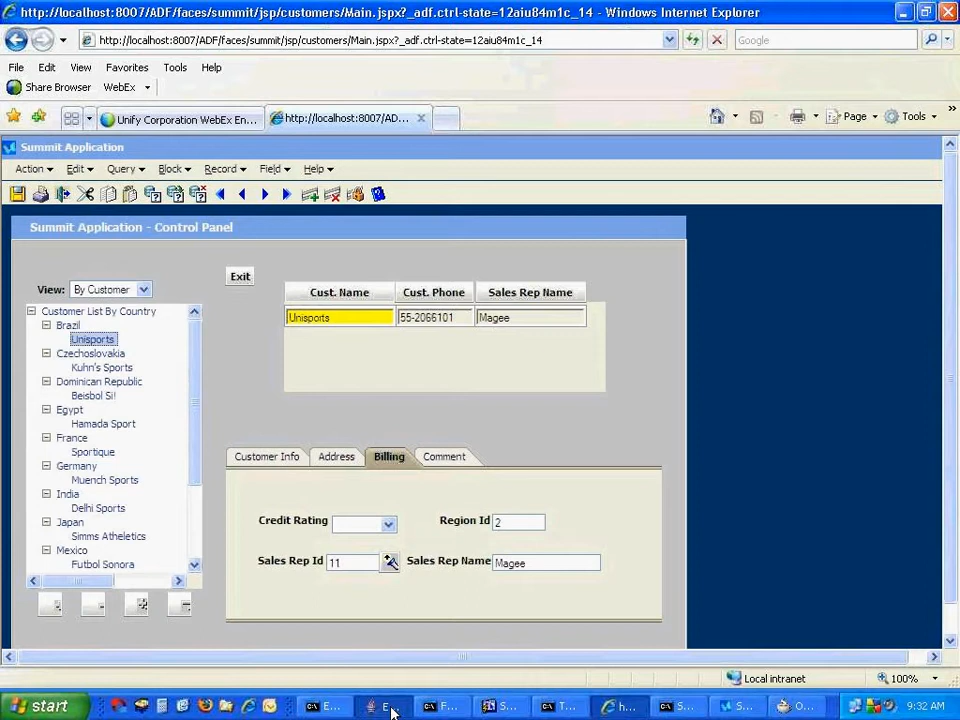 http://localhost:8007/ADF/faces/summit/jsp/customers/Main.jspx?_adf.ctrl-state=12aiu84m1c_14 - Windows Internet Explorer
http://localhost:8007/ADF/faces/summit/jsp/customers/Main.jspx?_adf.ctrl-state=12aiu84m1c_14
Google
File Edit View Favorites Tools Help
Share Browser WebEx
Unify Corporation WebEx En... http://localhost:8007/AD... Page Tools
Summit Application
Action Edit Query Block Record Field Help
Summit Application - Control Panel
Exit
View: By Customer
Cust. Name Cust. Phone Sales Rep Name
Unisports 55-2066101 Magee
Customer List By Country
Brazil
Unisports
Czechoslovakia
Kuhn's Sports
Dominican Republic
Beisbol Si!
Egypt
Hamada Sport
France
Sportique
Germany
Muench Sports
India
Delhi Sports
Japan
Simms Atheletics
Mexico
Futbol Sonora
Customer Info Address Billing Comment
Credit Rating Region Id 2
Sales Rep Id 11 Sales Rep Name Magee
Local intranet 100%
start E... E... F... S... T... h... S... S... O... 9:32 AM